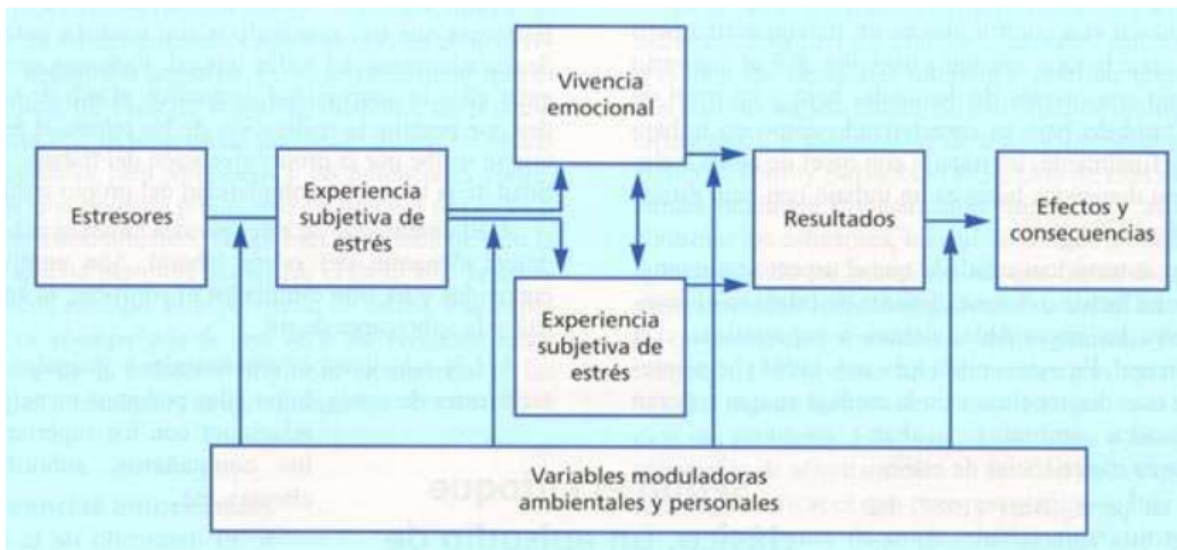 Vivencia
emocional
Estresores
Experiencia
subjetiva de
estrés
Resultados
Efectos y
consecuencias
Experiencia
subjetiva de
estrés
Variables moduladoras
ambientales y personales